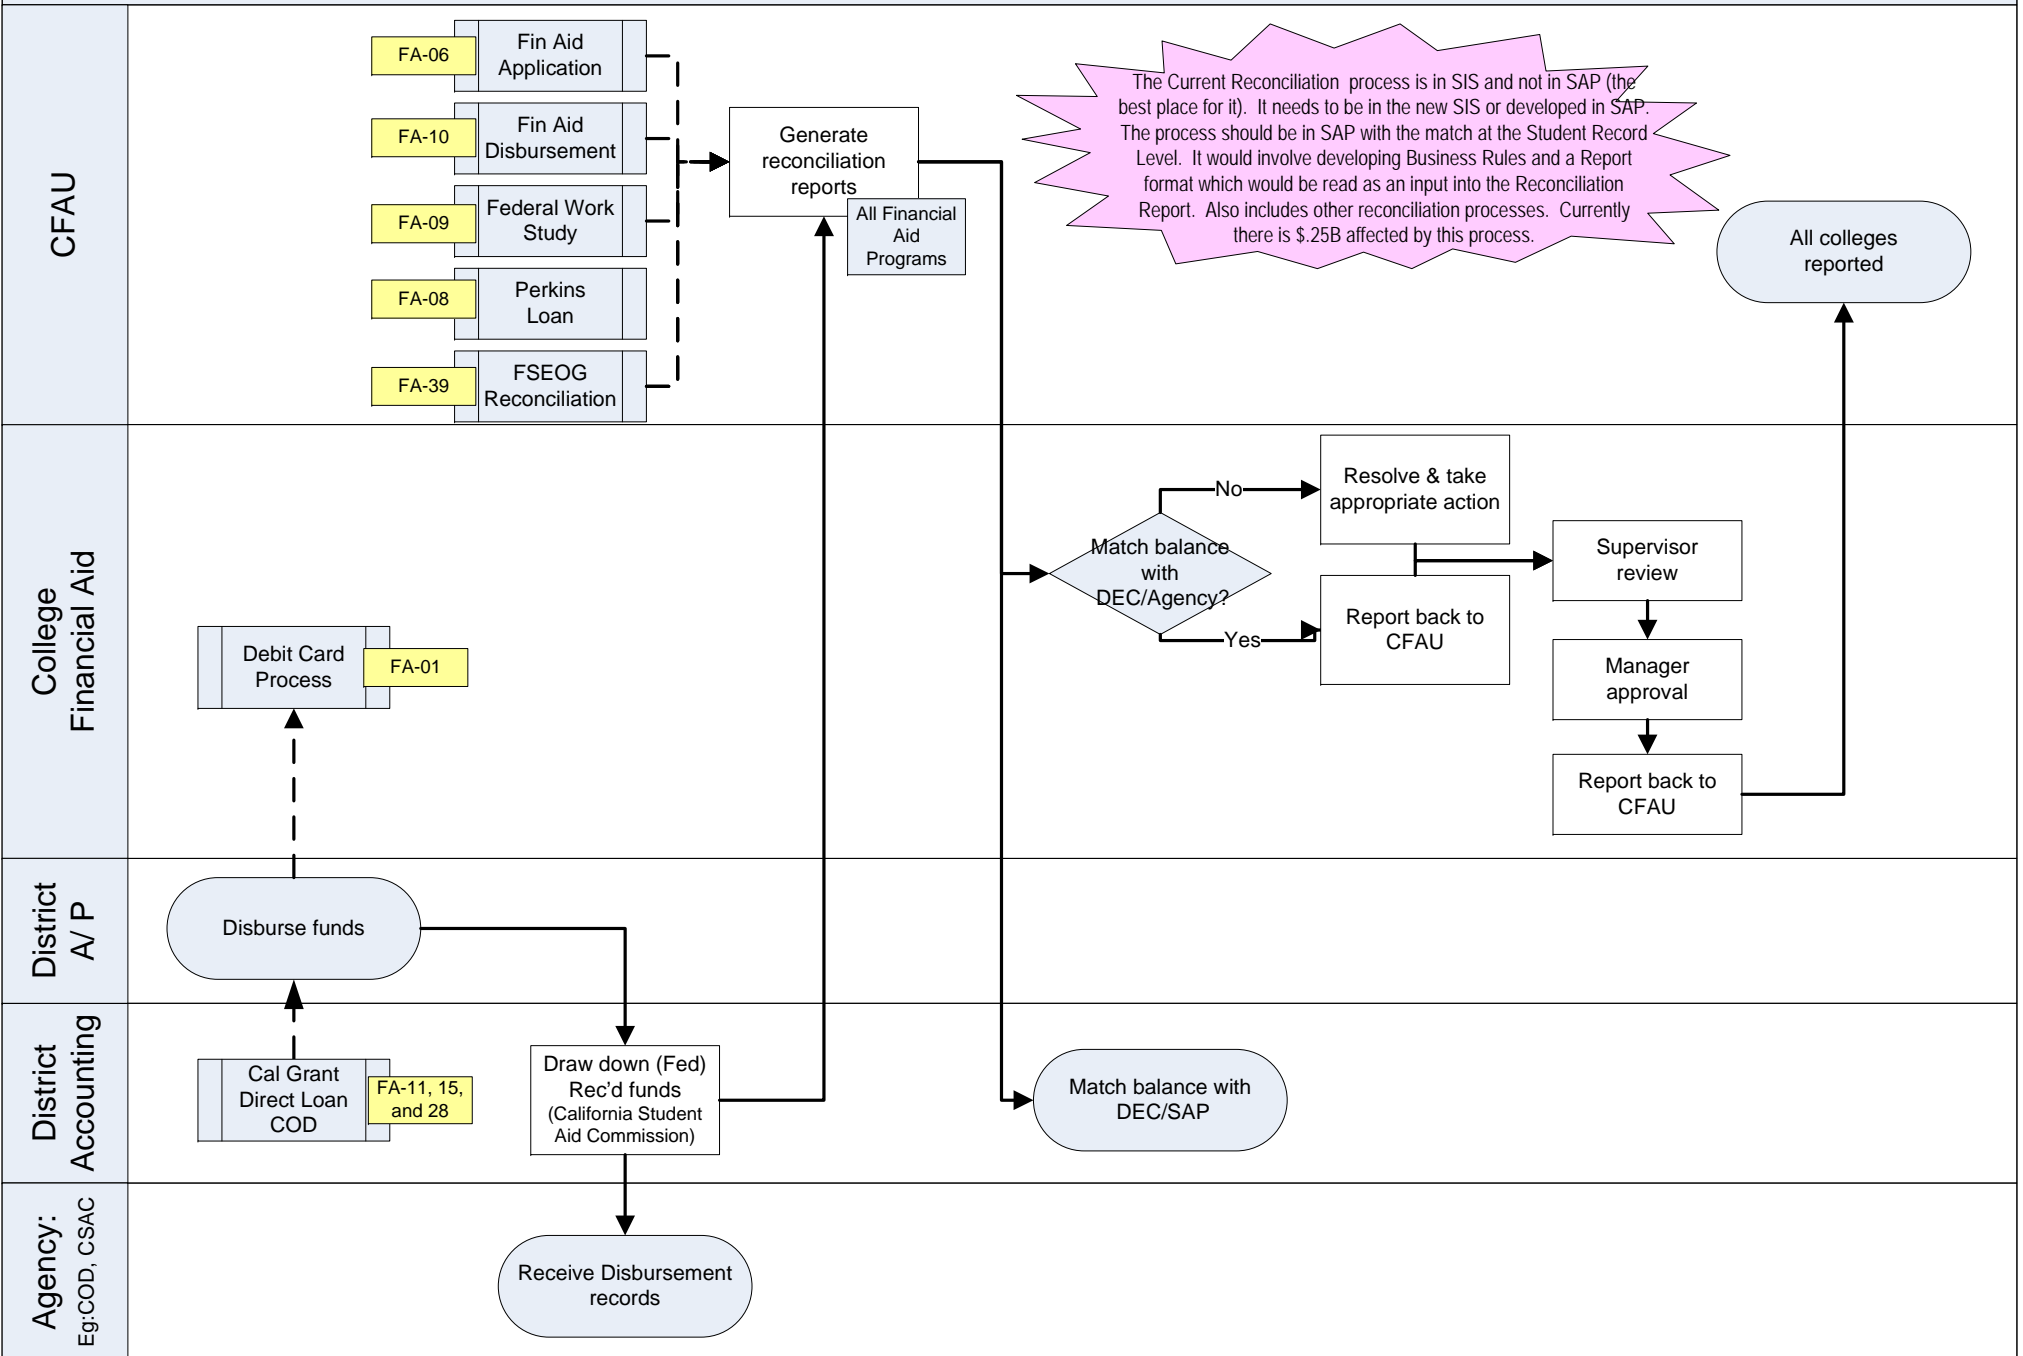 CFAU
FA-06
Fin Aid
Application
FA-10
Fin Aid
Disbursement
FA-09
Federal Work
Study
FA-08
Perkins
Loan
FA-39
FSEOG
Reconciliation
Generate
reconciliation
reports
All Financial
Aid
Programs
The Current Reconciliation process is in SIS and not in SAP (the
best place for it). It needs to be in the new SIS or developed in SAP.
The process should be in SAP with the match at the Student Record
Level. It would involve developing Business Rules and a Report
format which would be read as an input into the Reconciliation
Report. Also includes other reconciliation processes. Currently
there is $.25B affected by this process.
All colleges
reported
College
Financial Aid
Debit Card
Process
FA-01
Match balance
with
DEC/Agency?
No
Yes
Resolve & take
appropriate action
Report back to
CFAU
Supervisor
review
Manager
approval
Report back to
CFAU
District
A/ P
Disburse funds
District
Accounting
Cal Grant
Direct Loan
COD
FA-11, 15,
and 28
Draw down (Fed)
Rec’d funds
(California Student
Aid Commission)
Match balance with
DEC/SAP
Agency:
Eg:COD, CSAC
Receive Disbursement
records